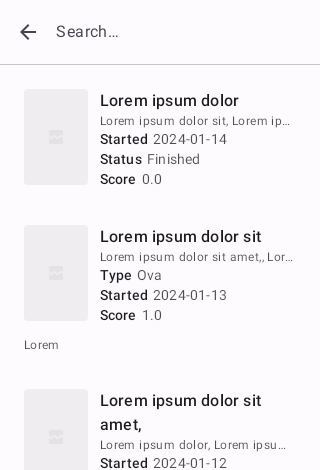 Search...
Lorem ipsum dolor
Lorem ipsum dolor sit, Lorem ip...
Started 2024-01-14
Status Finished
Score 0.0
Lorem ipsum dolor sit
Lorem ipsum dolor sit amet,, Lor...
Type Ova
Started 2024-01-13
Score 1.0
Lorem
Lorem ipsum dolor sit
amet,
Lorem ipsum dolor, Lorem ipsu...
Started 2024-01-12